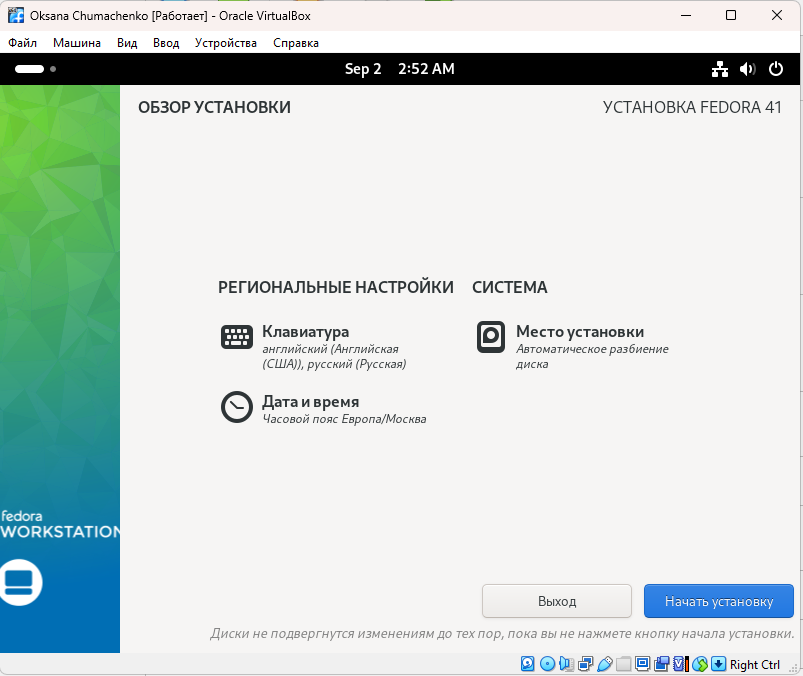 Oksana Chumachenko [Работает] - Oracle VirtualBox
Файл Машина Вид Ввод Устройства Справка
Sep 2 2:52 AM
ОБЗОР УСТАНОВКИ
УСТАНОВКА FEDORA 41
РЕГИОНАЛЬНЫЕ НАСТРОЙКИ
Клавиатура
английский (Английская
(США)), русский (Русская)
Дата и время
Часовой пояс Европа/Москва
СИСТЕМА
Место установки
Автоматическое разбиение
диска
fedora
WORKSTATION
Выход
Начать установку
Диски не подвергнутся изменениям до тех пор, пока вы не нажмете кнопку начала установки.
Right Ctrl